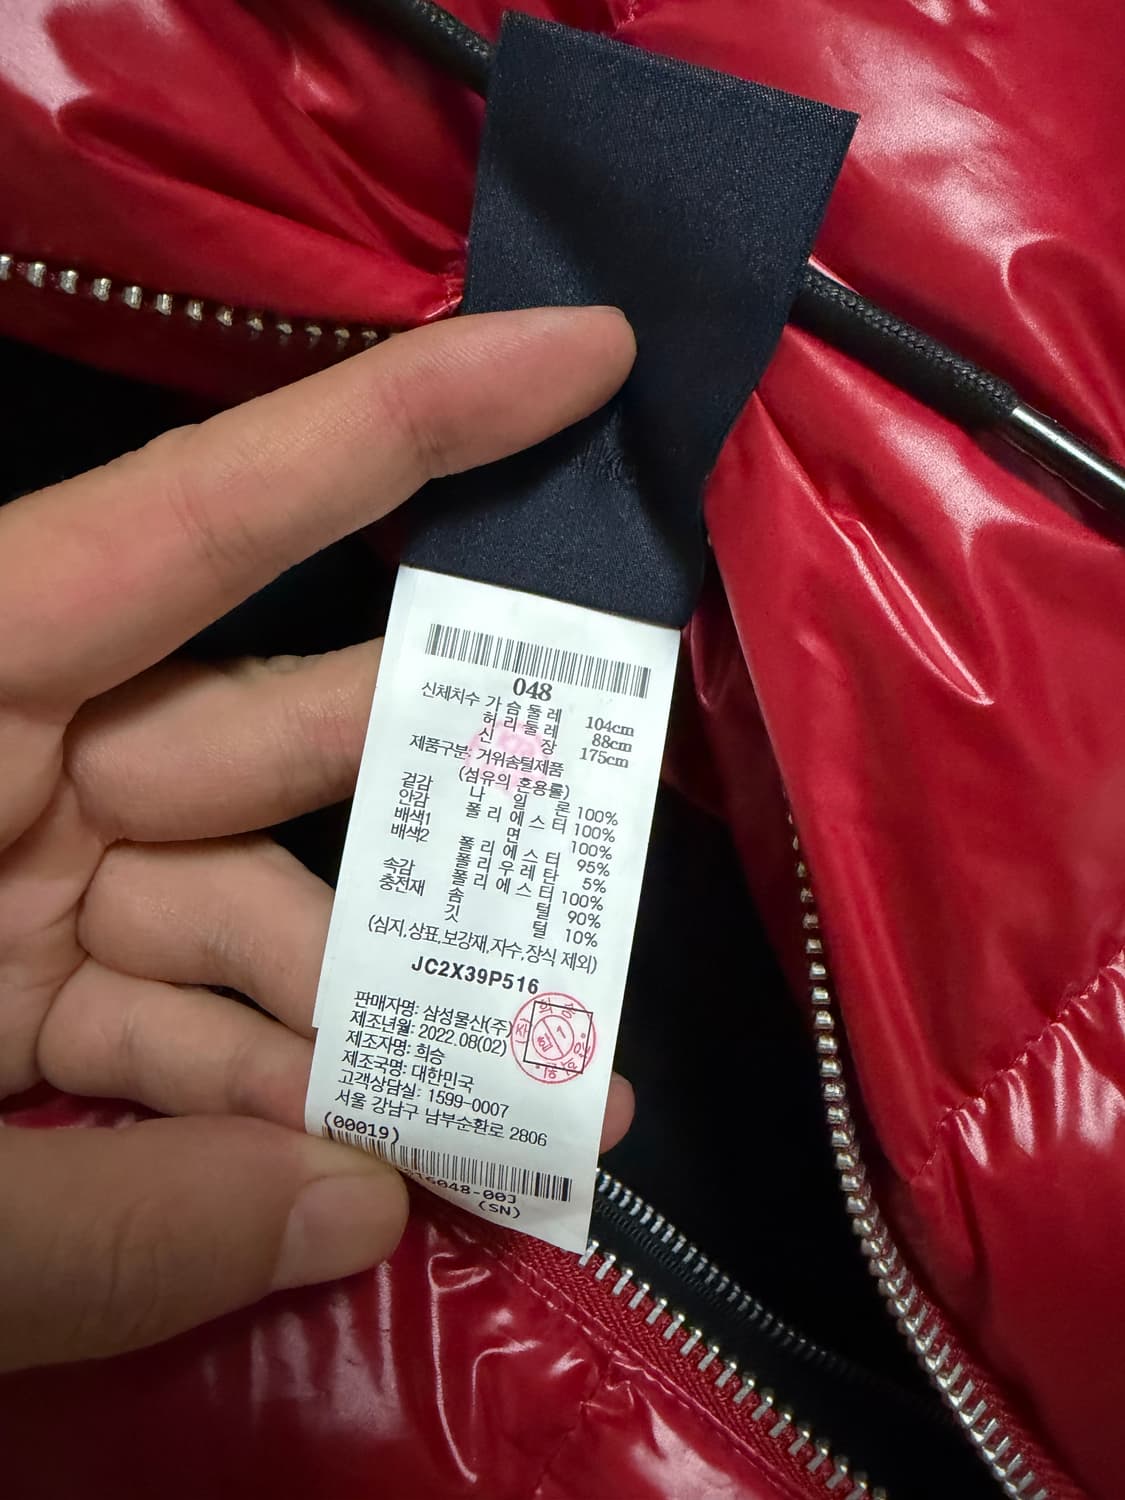 048
신체치수 가슴둘레 104cm
허리둘레 88cm
신장 175cm
제품구분: 거위솜털제품
(섬유의 혼용률)
겉감 나일론 100%
안감 폴리에스터 100%
배색1 면 100%
배색2 폴리에스터 95%
폴리우레탄 5%
속감 폴리에스터 100%
충전재 솜털 90%
깃털 10%
(심지,상표,보강재,자수,장식 제외)
JC2X39P516
판매자명: 삼성물산(주)
제조년월: 2022.08(02)
제조자명: 희승
제조국명: 대한민국
고객상담실: 1599-0007
서울 강남구 남부순환로 2806
(00019)
16048-00J
(SN)